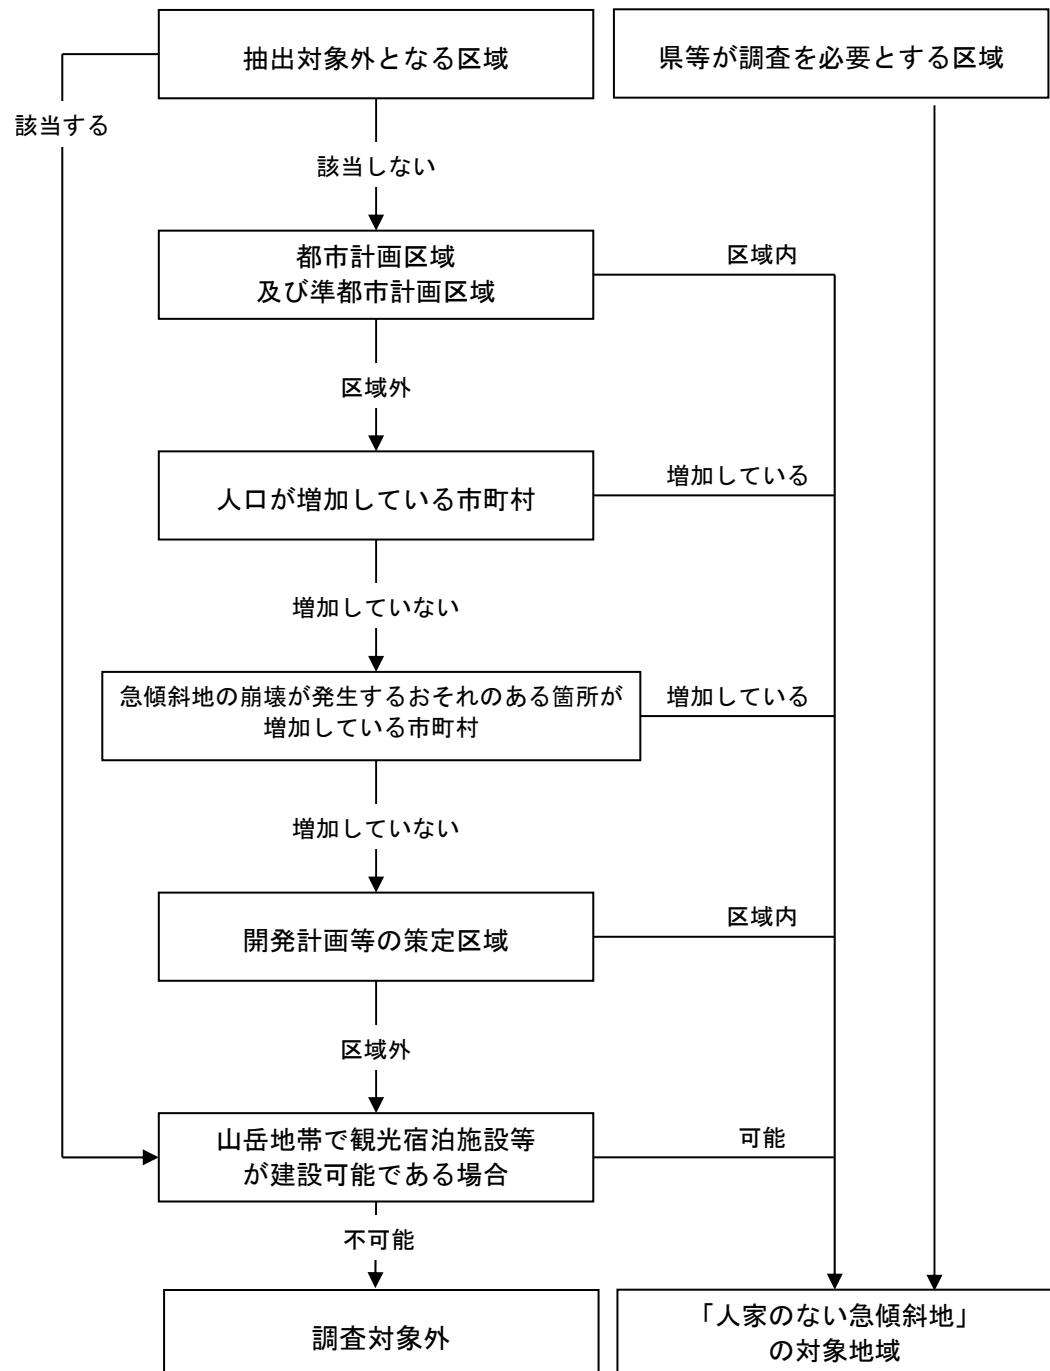 抽出対象外となる区域
県等が調査を必要とする区域
該当する
該当しない
都市計画区域
及び準都市計画区域
区域内
区域外
人口が増加している市町村
増加している
増加していない
急傾斜地の崩壊が発生するおそれのある箇所が
増加している市町村
増加している
増加していない
開発計画等の策定区域
区域内
区域外
山岳地帯で観光宿泊施設等
が建設可能である場合
可能
不可能
調査対象外
「人家のない急傾斜地」
の対象地域